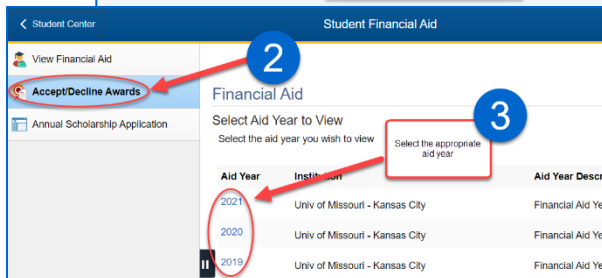 Student Center
Student Financial Aid
View Financial Aid
2
Accept/Decline Awards
Financial Aid
Annual Scholarship Application
Select Aid Year to View
3
Select the aid year you wish to view
Select the appropriate
aid year
Aid Year Institution Aid Year Descr
2021 Univ of Missouri - Kansas City Financial Aid Ye
2020 Univ of Missouri - Kansas City Financial Aid Ye
2019 Univ of Missouri - Kansas City Financial Aid Ye